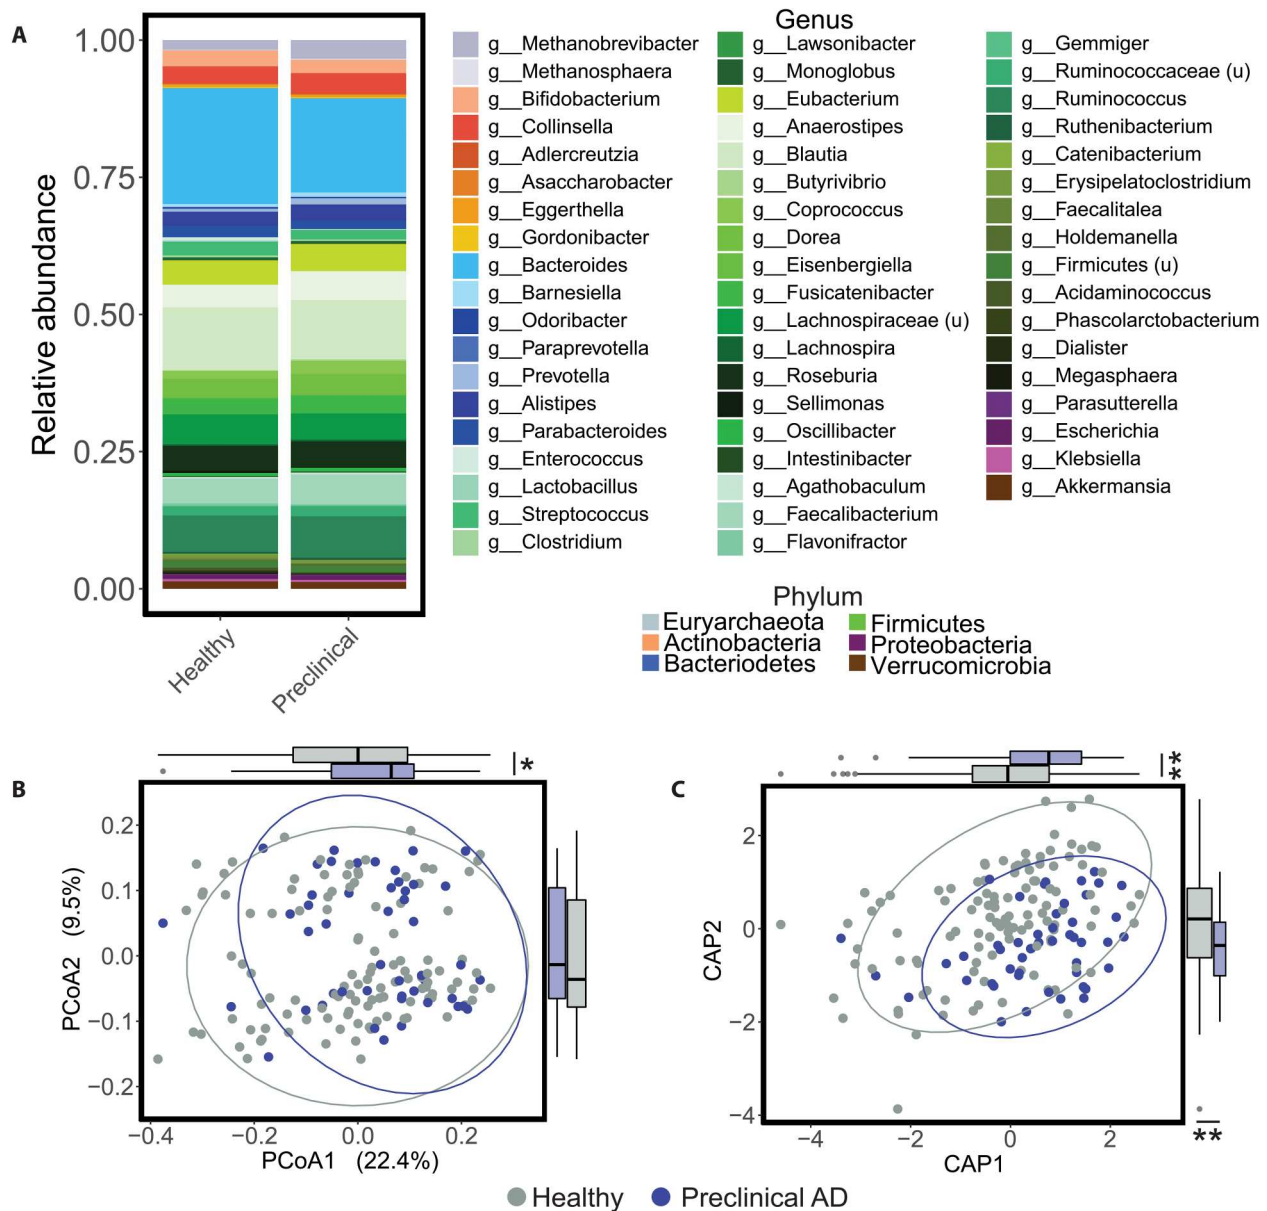 A
Genus
1.00
0.75
0.50
0.25
0.00
Relative abundance
Healthy
Preclinical
g__Methanobrevibacter
g__Methanosphaera
g__Bifidobacterium
g__Collinsella
g__Adlercreutzia
g__Asaccharobacter
g__Eggerthella
g__Gordonibacter
g__Bacteroides
g__Barnesiella
g__Odoribacter
g__Paraprevotella
g__Prevotella
g__Alistipes
g__Parabacteroides
g__Enterococcus
g__Lactobacillus
g__Streptococcus
g__Clostridium
g__Lawsonibacter
g__Monoglobus
g__Eubacterium
g__Anaerostipes
g__Blautia
g__Butyrivibrio
g__Coprococcus
g__Dorea
g__Eisenbergiella
g__Fusicatenibacter
g__Lachnospiraceae (u)
g__Lachnospira
g__Roseburia
g__Sellimonas
g__Oscillibacter
g__Intestinibacter
g__Agathobaculum
g__Faecalibacterium
g__Flavonifractor
g__Gemmiger
g__Ruminococcaceae (u)
g__Ruminococcus
g__Ruthenibacterium
g__Catenibacterium
g__Erysipelatoclostridium
g__Faecalitalea
g__Holdemanella
g__Firmicutes (u)
g__Acidaminococcus
g__Phascolarctobacterium
g__Dialister
g__Megasphaera
g__Parasutterella
g__Escherichia
g__Klebsiella
g__Akkermansia
Phylum
Euryarchaeota
Actinobacteria
Bacteriodetes
Firmicutes
Proteobacteria
Verrucomicrobia
B
*
0.2
0.1
0.0
−0.1
−0.2
PCoA2 (9.5%)
−0.4
−0.2
0.0
0.2
PCoA1 (22.4%)
C
**
2
0
−2
−4
CAP2
−4
−2
0
2
CAP1
**
Healthy
Preclinical AD